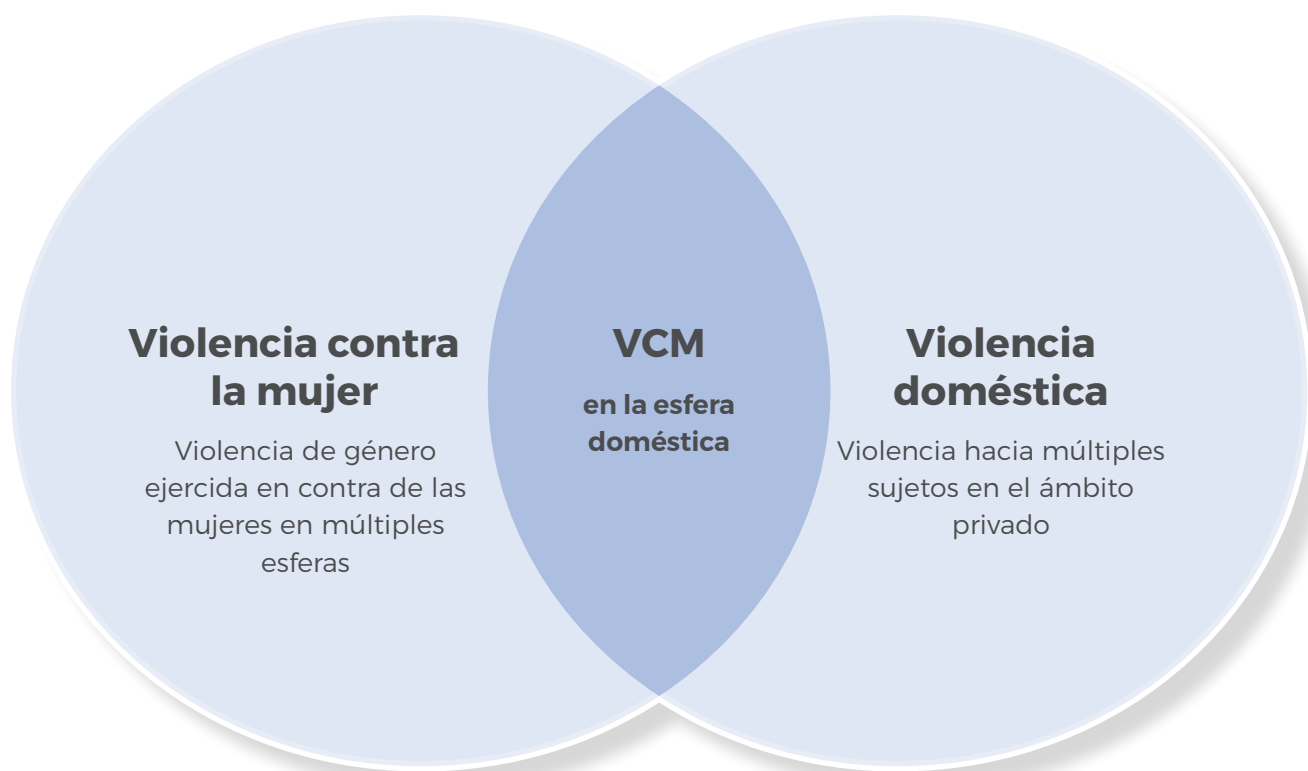 Violencia contra
la mujer
Violencia de género
ejercida en contra de las
mujeres en múltiples
esferas
VCM
en la esfera
doméstica
Violencia
doméstica
Violencia hacia múltiples
sujetos en el ámbito
privado